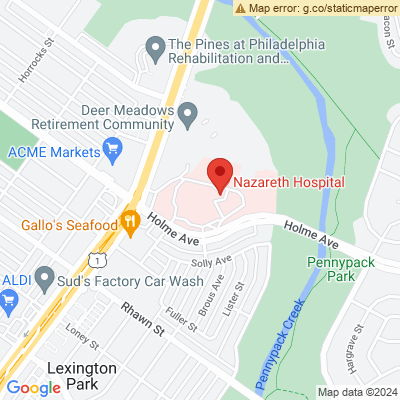 Map error: g.co/staticmaperror
Horrocks St
The Pines at Philadelphia
Rehabilitation and...
Deer Meadows
Retirement Community
ACME Markets
Nazareth Hospital
Gallo's Seafood
Holme Ave
Holme Ave
1
Solly Ave
Pennypack
Park
ALDI
Sud's Factory Car Wash
Brous Ave
Lister St
Fuller St
Rhawn St
Loney St
Pennypack Creek
Hargrave St
Lexington
Park
Google
Map data ©2024